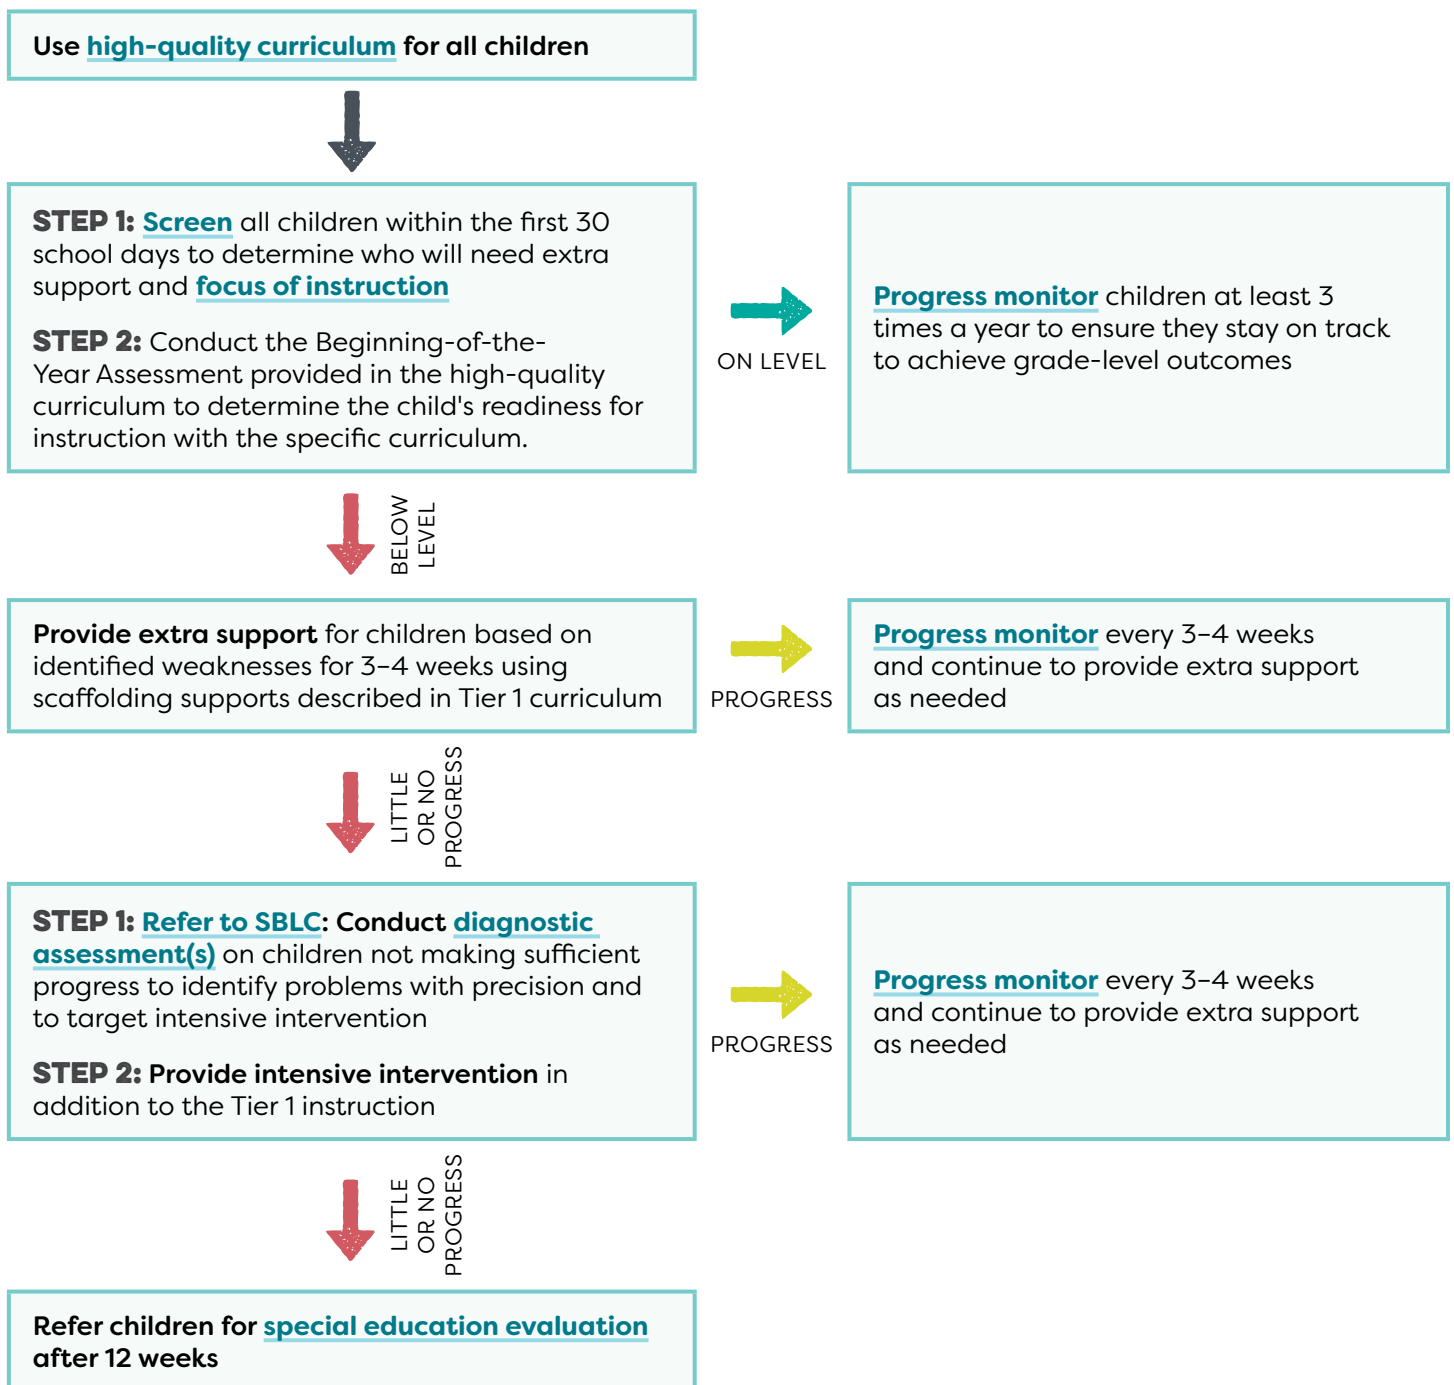 Use high-quality curriculum for all children
STEP 1: Screen all children within the first 30
school days to determine who will need extra
support and focus of instruction
STEP 2: Conduct the Beginning-of-the-
Year Assessment provided in the high-quality
curriculum to determine the child's readiness for
instruction with the specific curriculum.
ON LEVEL
Progress monitor children at least 3
times a year to ensure they stay on track
to achieve grade-level outcomes
BELOW
LEVEL
Provide extra support for children based on
identified weaknesses for 3–4 weeks using
scaffolding supports described in Tier 1 curriculum
PROGRESS
Progress monitor every 3–4 weeks
and continue to provide extra support
as needed
LITTLE
OR NO
PROGRESS
STEP 1: Refer to SBLC: Conduct diagnostic
assessment(s) on children not making sufficient
progress to identify problems with precision and
to target intensive intervention
STEP 2: Provide intensive intervention in
addition to the Tier 1 instruction
PROGRESS
Progress monitor every 3–4 weeks
and continue to provide extra support
as needed
LITTLE
OR NO
PROGRESS
Refer children for special education evaluation
after 12 weeks